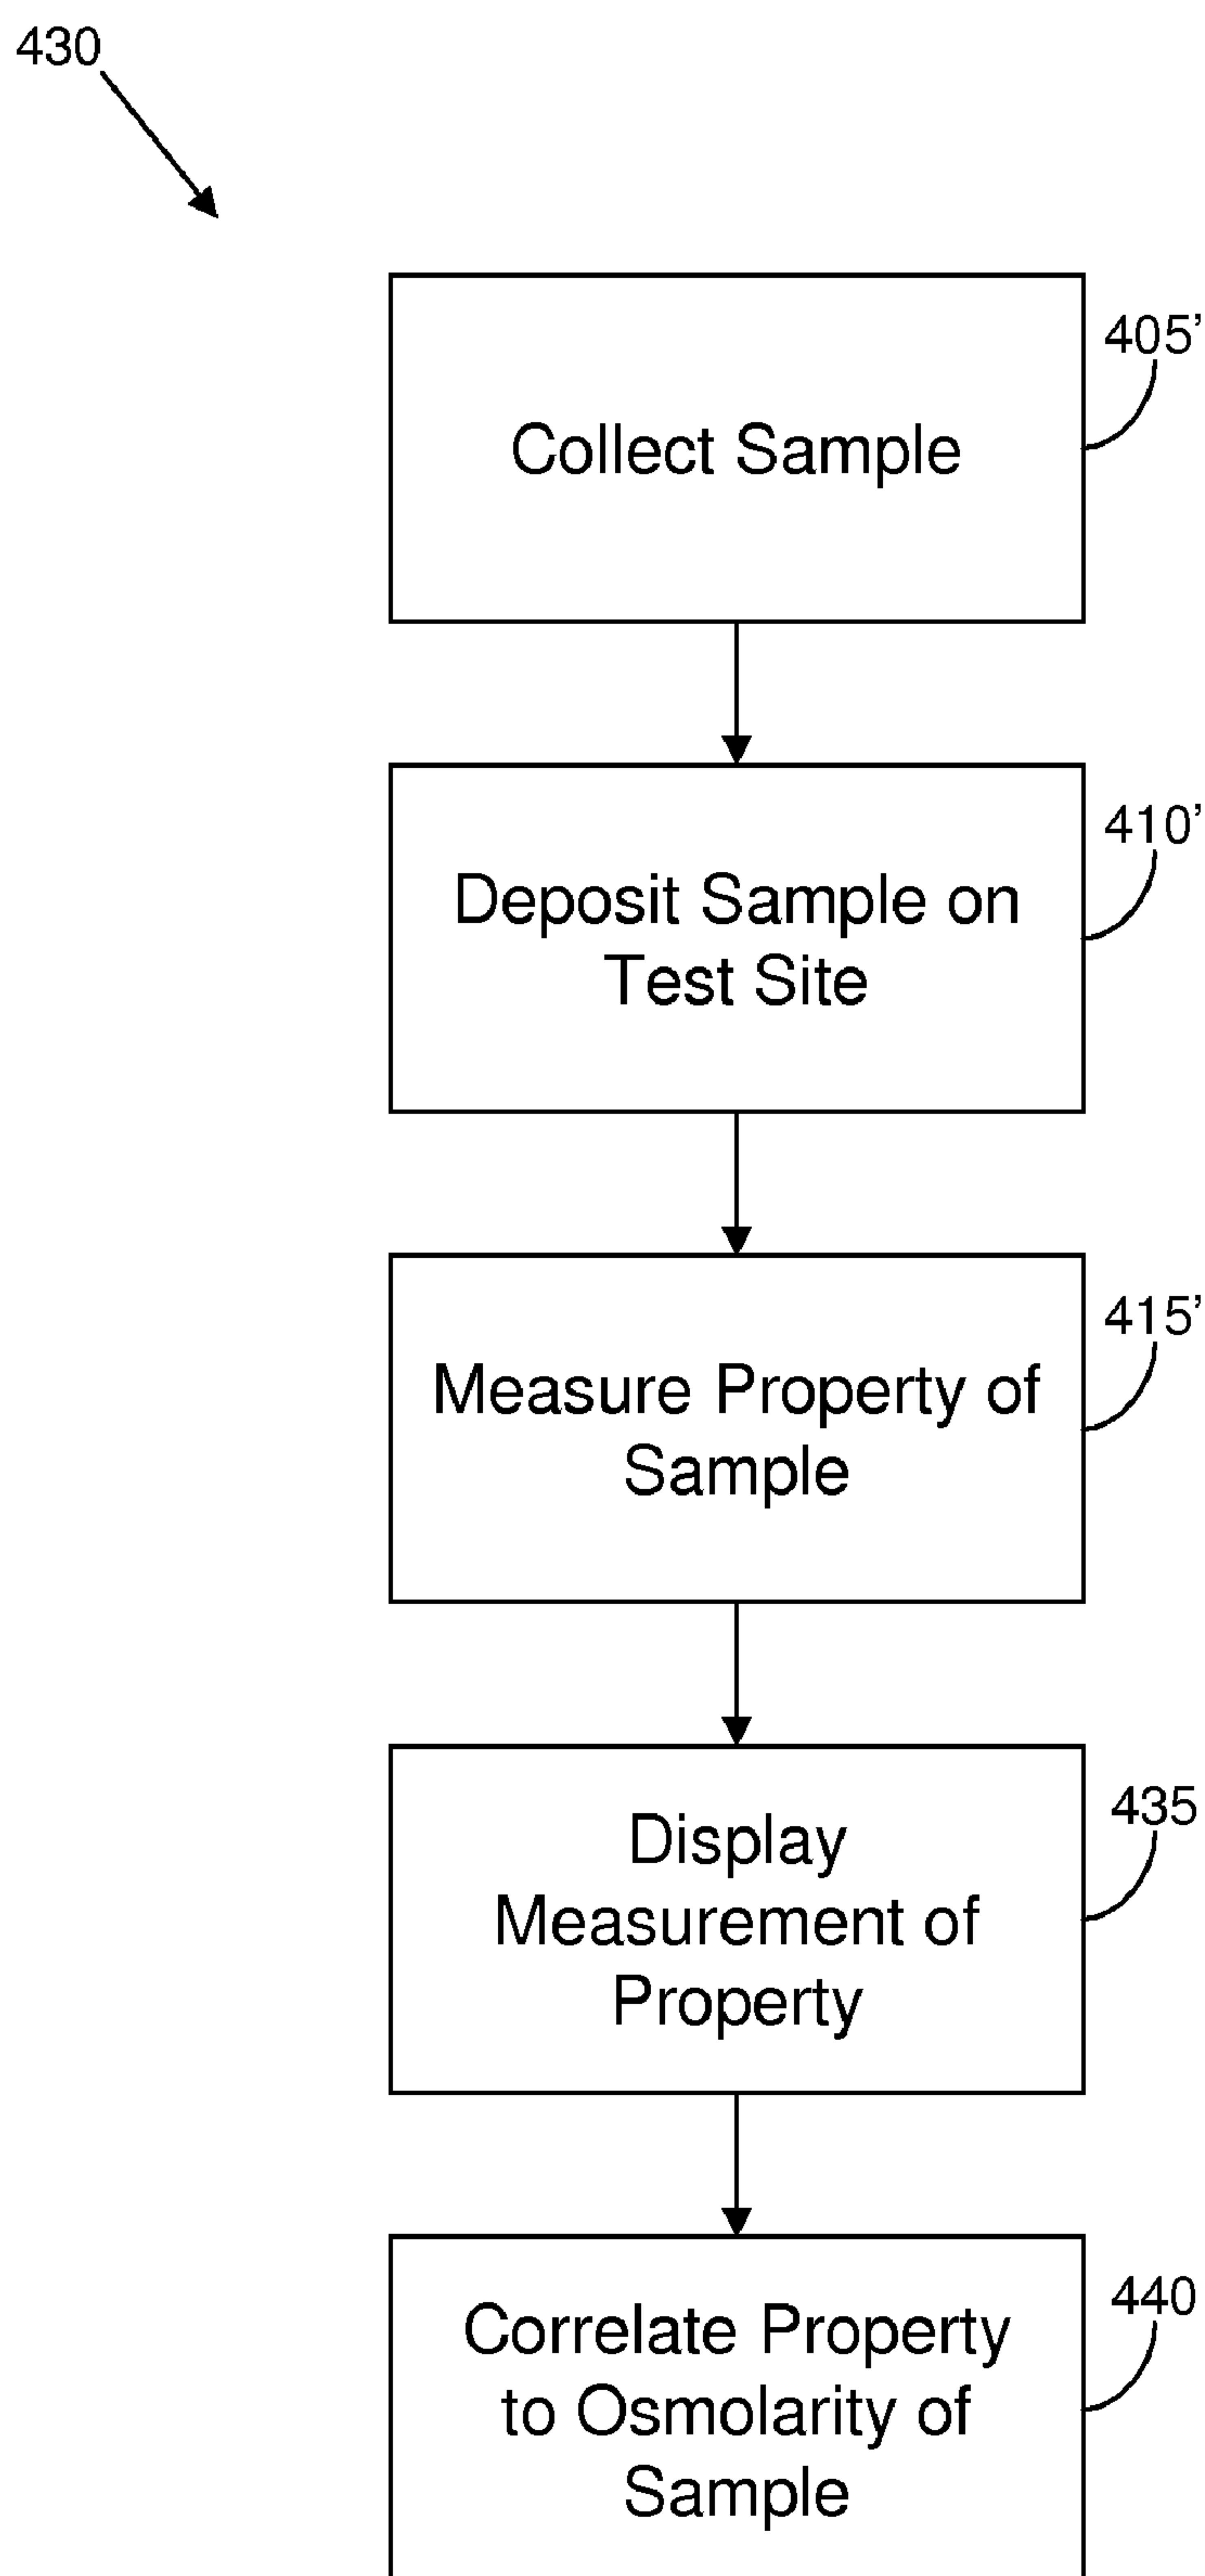 430
405’
Collect Sample
410’
Deposit Sample on
Test Site
415’
Measure Property of
Sample
435
Display
Measurement of
Property
440
Correlate Property
to Osmolarity of
Sample